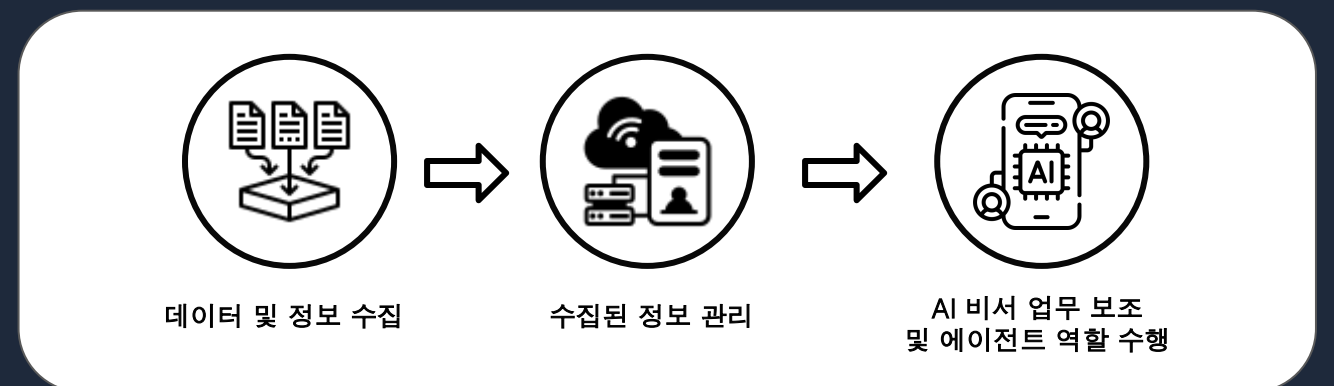 AI
데이터 및 정보 수집
수집된 정보 관리
AI 비서 업무 보조
및 에이전트 역할 수행